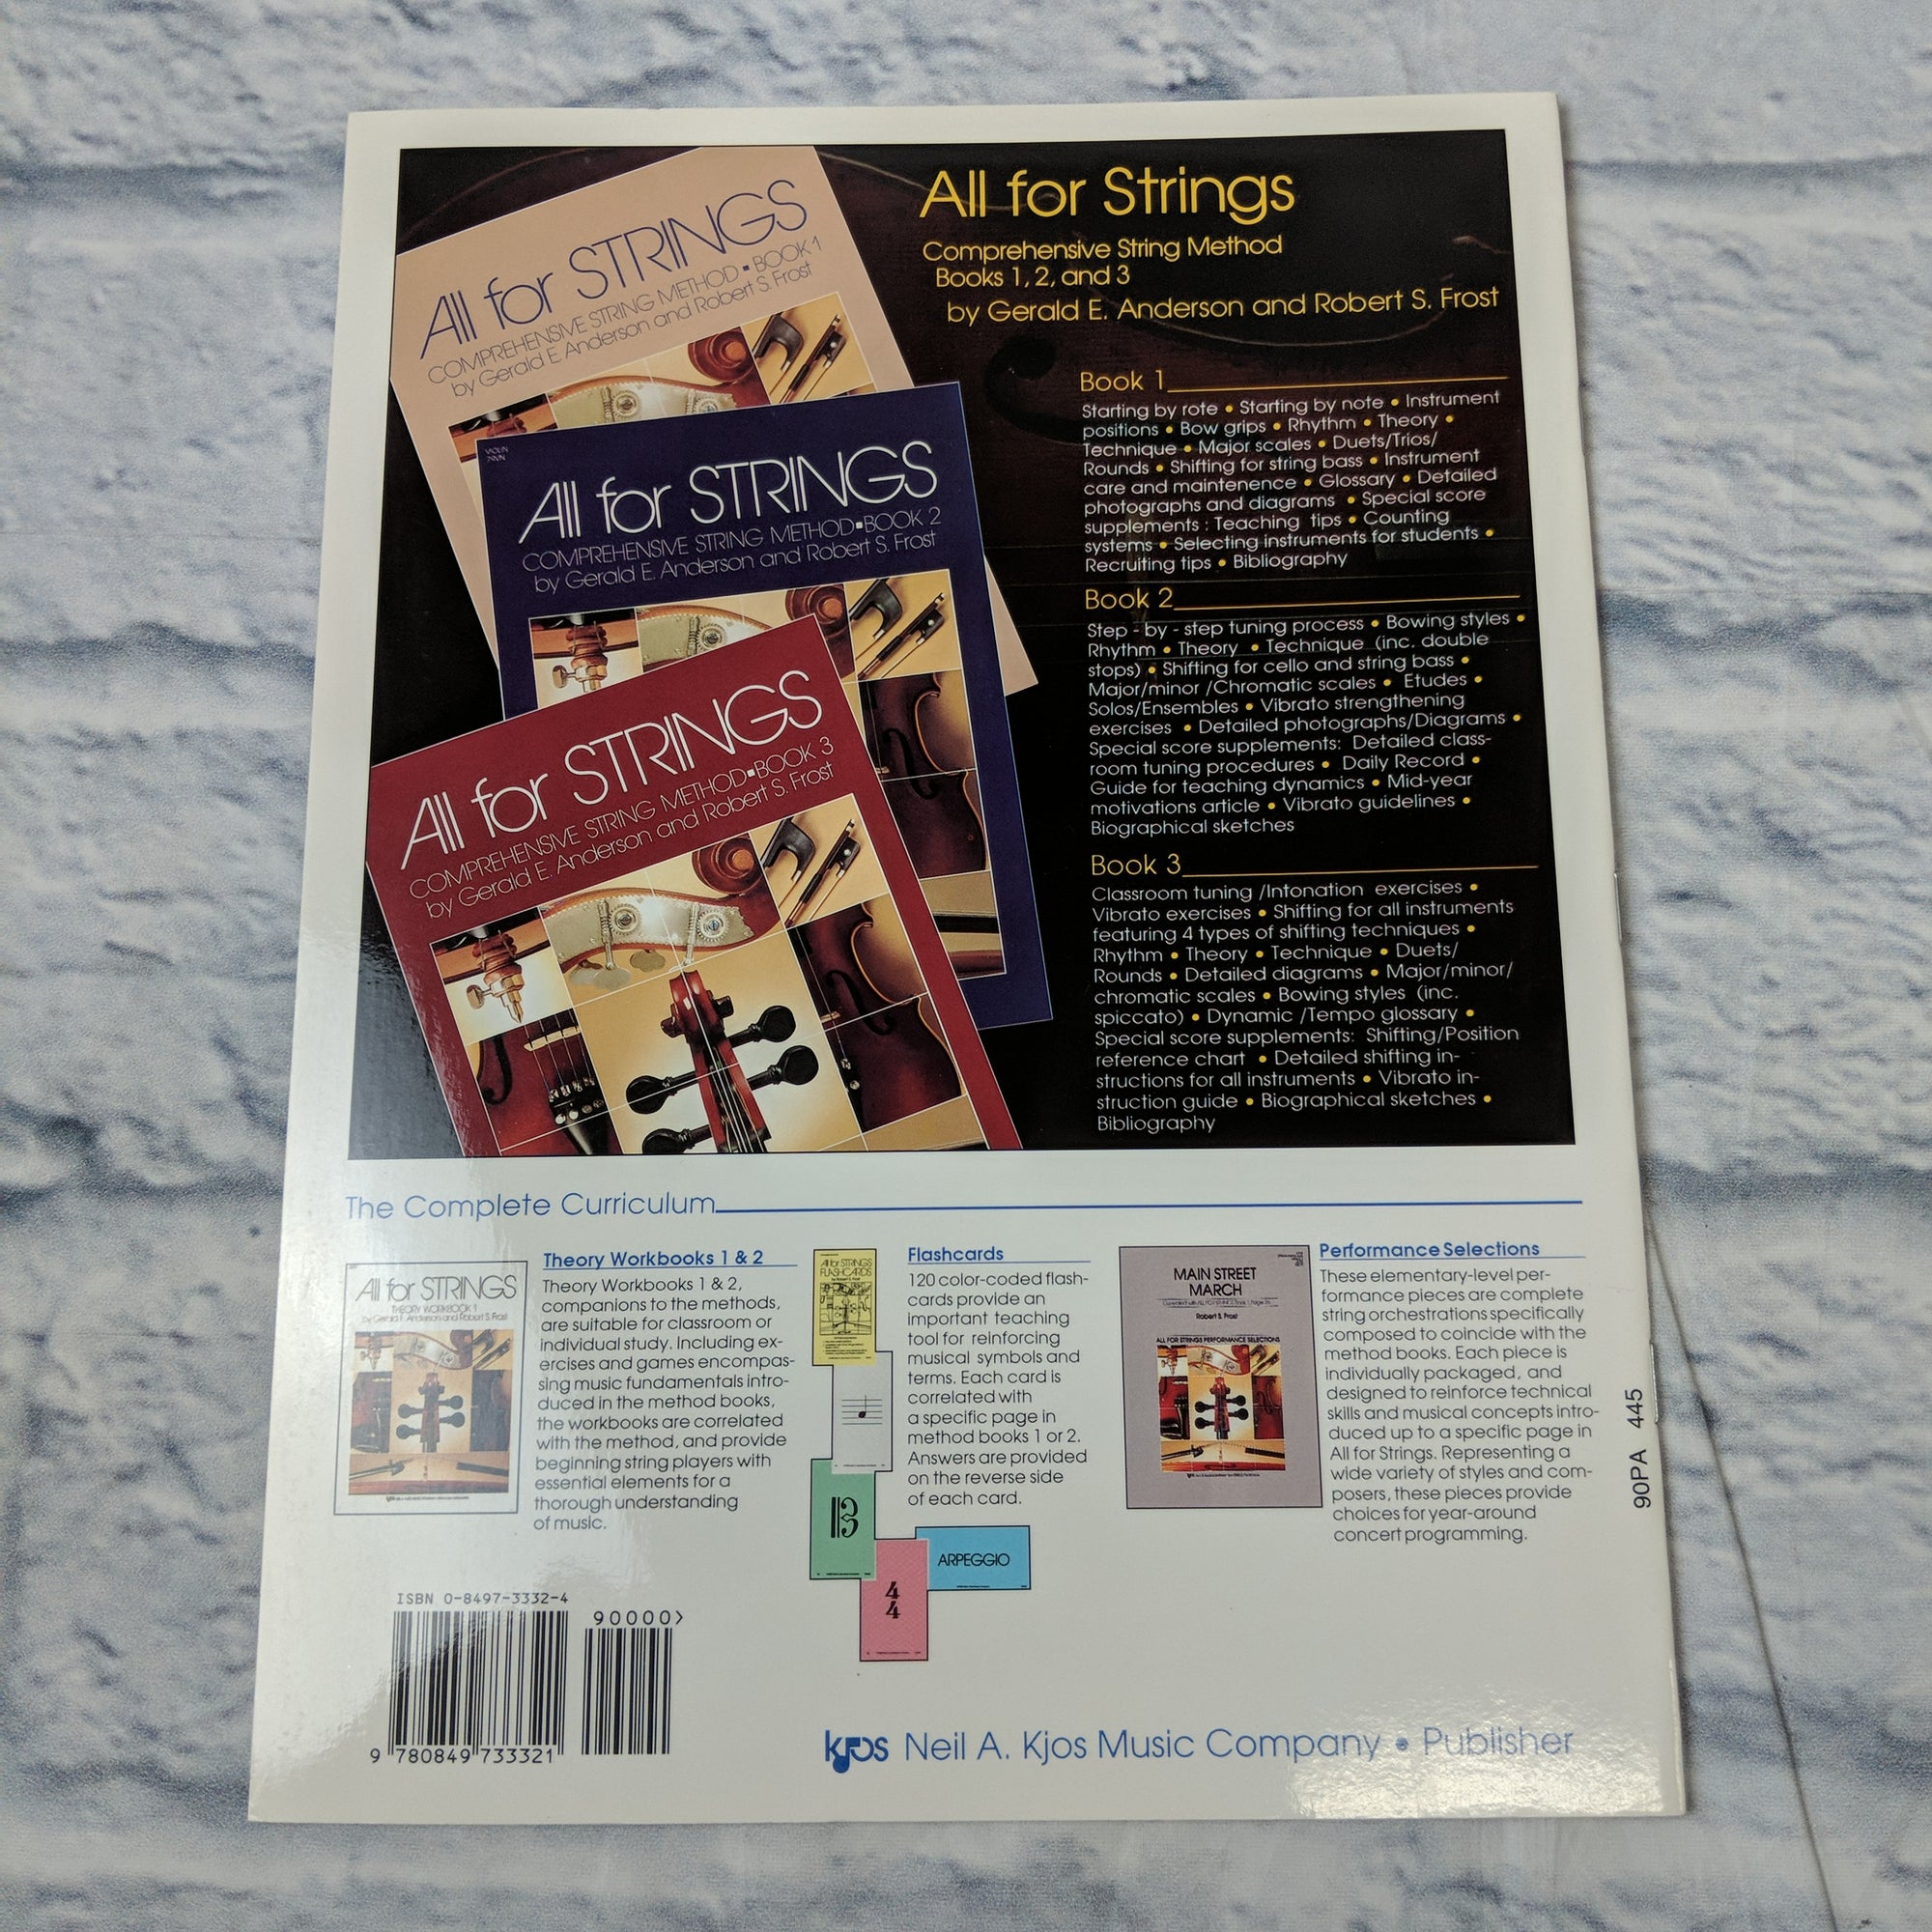 All for STRINGS
COMPREHENSIVE STRING METHOD▪BOOK 1
by Gerald E. Anderson and Robert S. Frost
VIOLIN
All for STRINGS
COMPREHENSIVE STRING METHOD▪BOOK 2
by Gerald E. Anderson and Robert S. Frost
All for STRINGS
COMPREHENSIVE STRING METHOD▪BOOK 3
by Gerald E. Anderson and Robert S. Frost
All for Strings
Comprehensive String Method
Books 1, 2, and 3
by Gerald E. Anderson and Robert S. Frost
Book 1
Starting by rote • Starting by note • Instrument
positions • Bow grips • Rhythm • Theory •
Technique • Major scales • Duets/Trios/
Rounds • Shifting for string bass • Instrument
care and maintenence • Glossary • Detailed
photographs and diagrams • Special score
supplements : Teaching tips • Counting
systems • Selecting instruments for students •
Recruiting tips • Bibliography
Book 2
Step - by - step tuning process • Bowing styles •
Rhythm • Theory • Technique (inc. double
stops) • Shifting for cello and string bass •
Major/minor /Chromatic scales • Etudes •
Solos/Ensembles • Vibrato strengthening
exercises • Detailed photographs/Diagrams •
Special score supplements: Detailed class-
room tuning procedures • Daily Record •
Guide for teaching dynamics • Mid-year
motivations article • Vibrato guidelines •
Biographical sketches
Book 3
Classroom tuning /Intonation exercises •
Vibrato exercises • Shifting for all instruments
featuring 4 types of shifting techniques •
Rhythm • Theory • Technique • Duets/
Rounds • Detailed diagrams • Major/minor/
chromatic scales • Bowing styles (inc.
spiccato) • Dynamic /Tempo glossary •
Special score supplements: Shifting/Position
reference chart • Detailed shifting in-
structions for all instruments • Vibrato in-
struction guide • Biographical sketches •
Bibliography
The Complete Curriculum
All for STRINGS
THEORY WORKBOOK 1
by Gerald E. Anderson and Robert S. Frost
Theory Workbooks 1 & 2
Theory Workbooks 1 & 2,
companions to the methods,
are suitable for classroom or
individual study. Including ex-
ercises and games encompas-
sing music fundamentals intro-
duced in the method books,
the workbooks are correlated
with the method, and provide
beginning string players with
essential elements for a
thorough understanding
of music.
All for STRINGS
FLASHCARDS
by Robert S. Frost
4
4
ARPEGGIO
Flashcards
120 color-coded flash-
cards provide an
important teaching
tool for reinforcing
musical symbols and
terms. Each card is
correlated with
a specific page in
method books 1 or 2.
Answers are provided
on the reverse side
of each card.
MAIN STREET
MARCH
Robert S. Frost
ALL FOR STRINGS PERFORMANCE SELECTIONS
Performance Selections
These elementary-level per-
formance pieces are complete
string orchestrations specifically
composed to coincide with the
method books. Each piece is
individually packaged, and
designed to reinforce technical
skills and musical concepts intro-
duced up to a specific page in
All for Strings. Representing a
wide variety of styles and com-
posers, these pieces provide
choices for year-around
concert programming.
90PA 445
ISBN 0-8497-3332-4
90000>
9 780849 733321
kjos Neil A. Kjos Music Company • Publisher